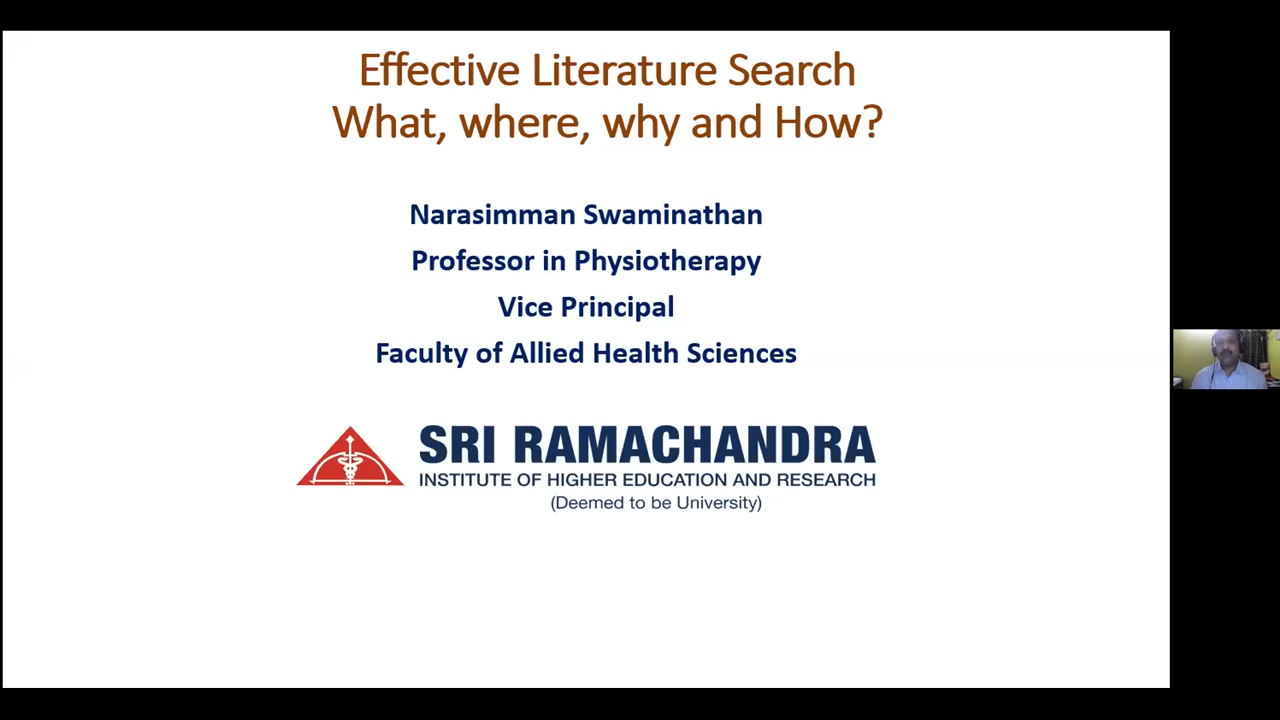 Effective Literature Search
What, where, why and How?
Narasimman Swaminathan
Professor in Physiotherapy
Vice Principal
Faculty of Allied Health Sciences
SRI RAMACHANDRA
INSTITUTE OF HIGHER EDUCATION AND RESEARCH
(Deemed to be University)